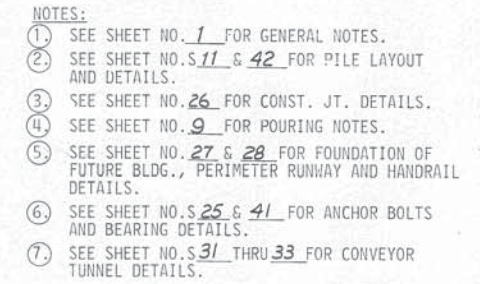 NOTES:
1. SEE SHEET NO. 1 FOR GENERAL NOTES.
2. SEE SHEET NO.S 11 & 42 FOR PILE LAYOUT
AND DETAILS.
3. SEE SHEET NO. 26 FOR CONST. JT. DETAILS.
4. SEE SHEET NO. 9 FOR POURING NOTES.
5. SEE SHEET NO. 27 & 28 FOR FOUNDATION OF
FUTURE BLDG., PERIMETER RUNWAY AND HANDRAIL
DETAILS.
6. SEE SHEET NO.S 25 & 41 FOR ANCHOR BOLTS
AND BEARING DETAILS.
7. SEE SHEET NO.S 31 THRU 33 FOR CONVEYOR
TUNNEL DETAILS.